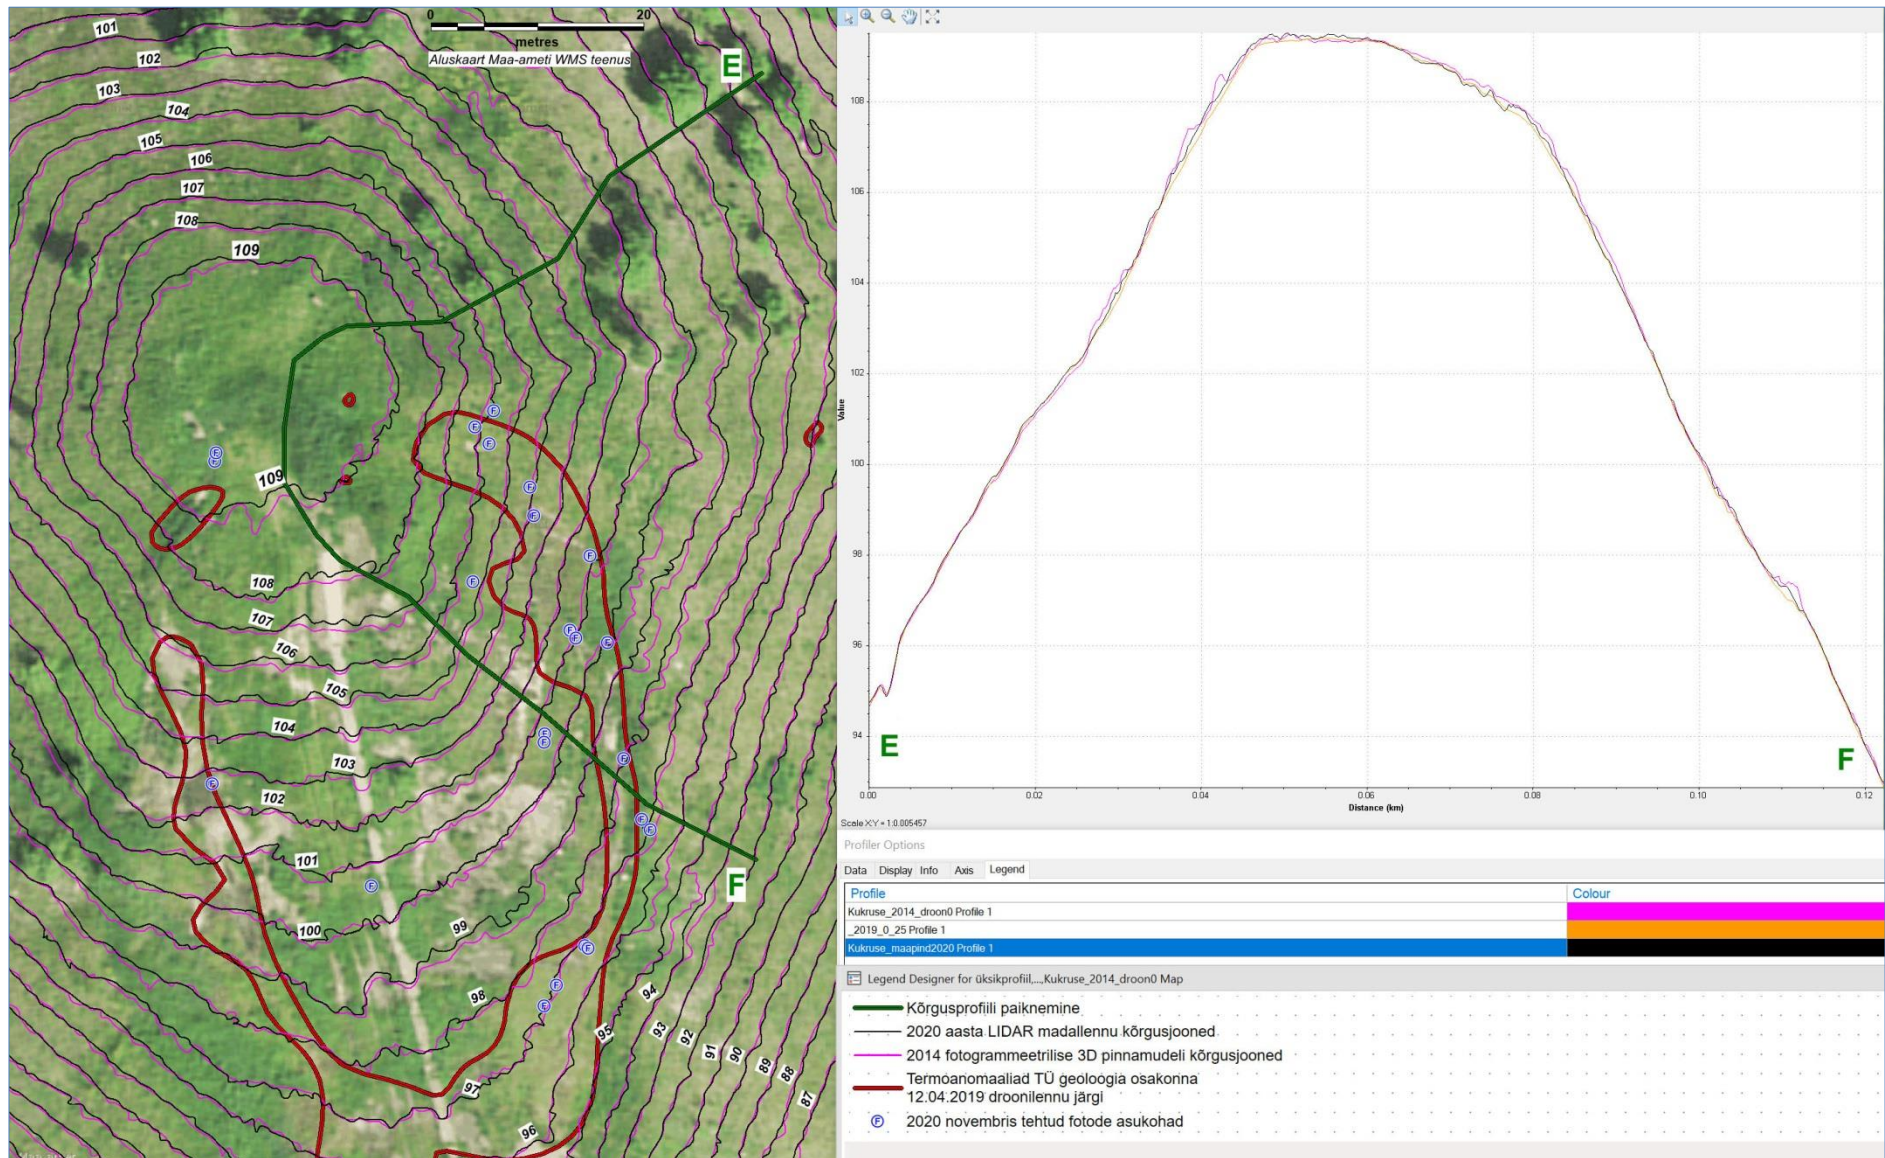 0 20
metres
Aluskaart Maa-ameti WMS teenus
101
102
103
104
105
106
107
108
109
109
108
107
106
105
104
103
102
101
100
99
98
97
96
95
94
93
92
91
90
89
88
87
E
F
108
106
104
102
100
98
96
94
Value
E
F
0.00 0.02 0.04 0.06 0.08 0.10 0.12
Distance (km)
Scale X:Y = 1:0.005457
Profiler Options
Data Display Info Axis Legend
Profile Colour
Kukruse_2014_droon0 Profile 1
_2019_0_25 Profile 1
Kukruse_maapind2020 Profile 1
Legend Designer for üksikprofiil,...,Kukruse_2014_droon0 Map
Kõrgusprofiili paiknemine
2020 aasta LIDAR madallennu kõrgusjooned
2014 fotogrammeetrilise 3D pinnamudeli kõrgusjooned
Termoanomaaliad TÜ geoloogia osakonna
12.04.2019 droonilennu järgi
F 2020 novembris tehtud fotode asukohad